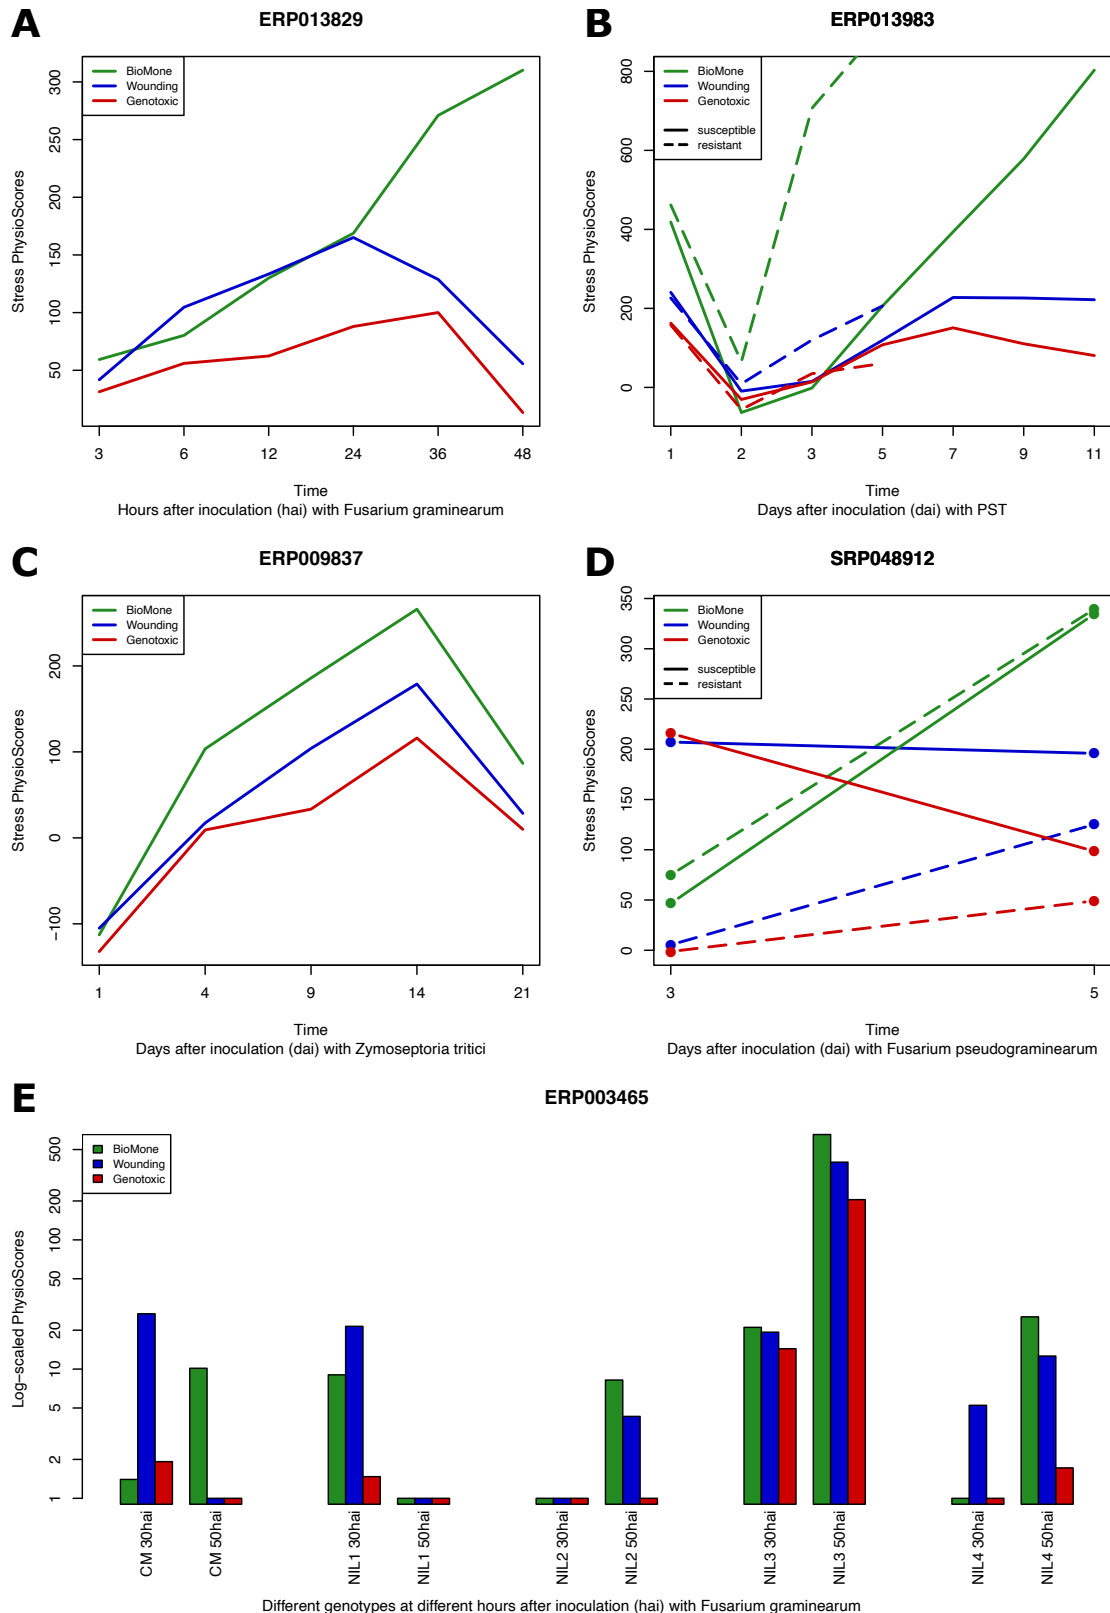 A
ERP013829
BioMone
Wounding
Genotoxic
Stress PhysioScores
50
100
150
200
250
300
3 6 12 24 36 48
Time
Hours after inoculation (hai) with Fusarium graminearum
B
ERP013983
BioMone
Wounding
Genotoxic
susceptible
resistant
Stress PhysioScores
0
200
400
600
800
1 2 3 5 7 9 11
Time
Days after inoculation (dai) with PST
C
ERP009837
BioMone
Wounding
Genotoxic
Stress PhysioScores
−100
0
100
200
1 4 9 14 21
Time
Days after inoculation (dai) with Zymoseptoria tritici
D
SRP048912
BioMone
Wounding
Genotoxic
susceptible
resistant
Stress PhysioScores
0
50
100
150
200
250
300
350
3 5
Time
Days after inoculation (dai) with Fusarium pseudograminearum
E
ERP003465
BioMone
Wounding
Genotoxic
Log−scaled PhysioScores
1
2
5
10
20
50
100
200
500
CM 30hai
CM 50hai
NIL1 30hai
NIL1 50hai
NIL2 30hai
NIL2 50hai
NIL3 30hai
NIL3 50hai
NIL4 30hai
NIL4 50hai
Different genotypes at different hours after inoculation (hai) with Fusarium graminearum